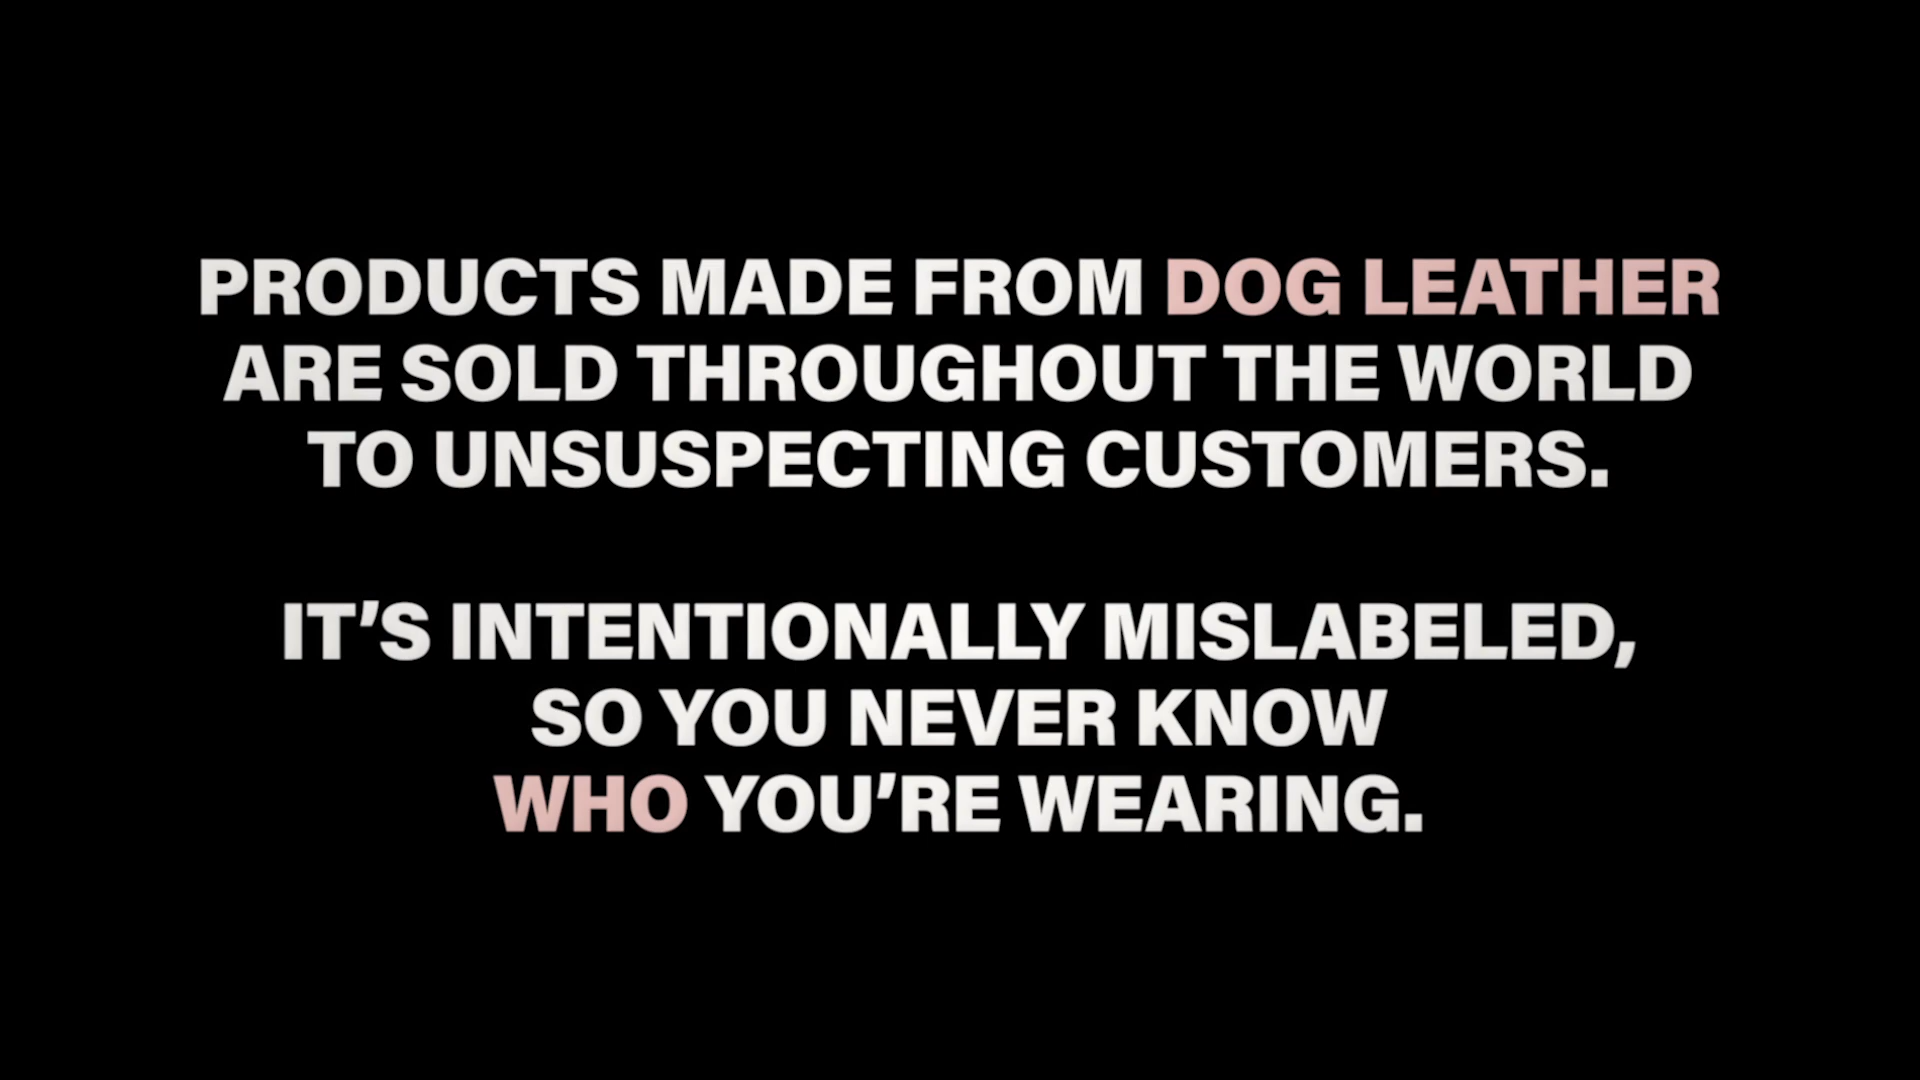 PRODUCTS MADE FROM DOG LEATHER
ARE SOLD THROUGHOUT THE WORLD
TO UNSUSPECTING CUSTOMERS.
IT’S INTENTIONALLY MISLABELED,
SO YOU NEVER KNOW
WHO YOU’RE WEARING.